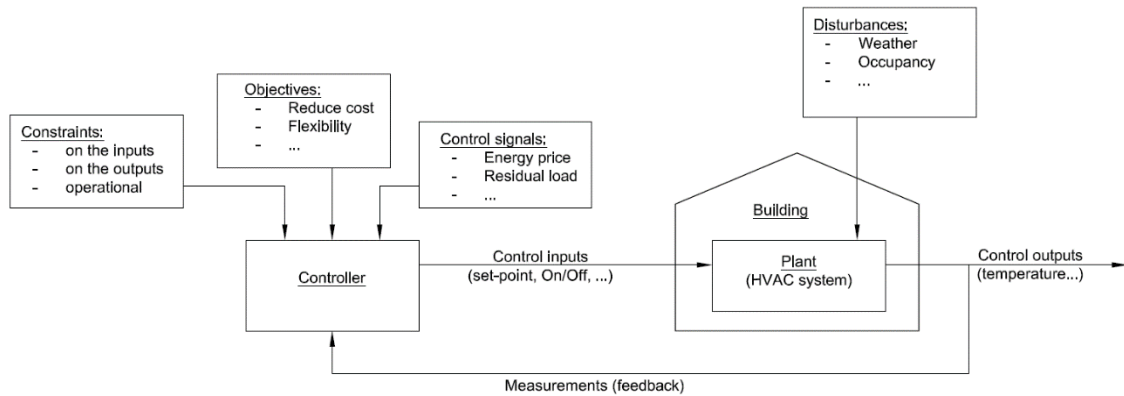 Disturbances:
- Weather
- Occupancy
- ...
Objectives:
- Reduce cost
- Flexibility
- ...
Constraints:
- on the inputs
- on the outputs
- operational
Control signals:
- Energy price
- Residual load
- ...
Building
Controller
Control inputs
(set-point, On/Off, ...)
Plant
(HVAC system)
Control outputs
(temperature...)
Measurements (feedback)